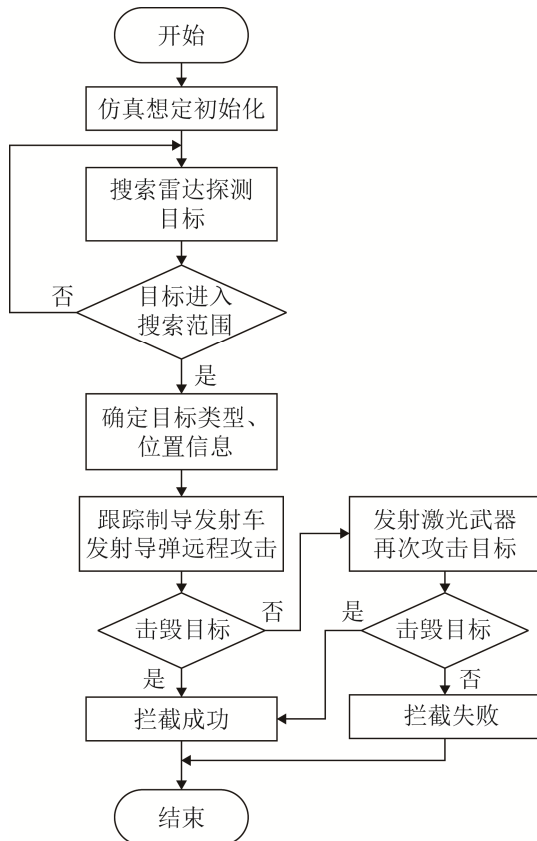 开始
仿真想定初始化
搜索雷达探测
目标
目标进入
搜索范围
否
是
确定目标类型、
位置信息
跟踪制导发射车
发射导弹远程攻击
发射激光武器
再次攻击目标
击毁目标
否
是
击毁目标
是
否
拦截成功
拦截失败
结束